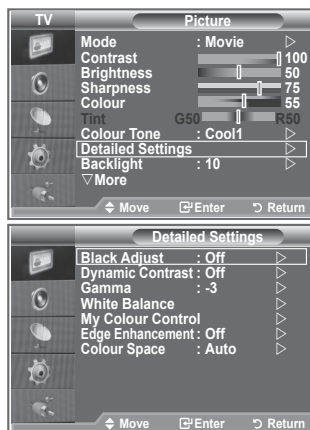 TV Picture
Mode : Movie
Contrast 100
Brightness 50
Sharpness 75
Colour 55
Tint G50 R50
Colour Tone : Cool1
Detailed Settings
Backlight : 10
▽More
Move Enter Return
Detailed Settings
Black Adjust : Off
Dynamic Contrast : Off
Gamma : -3
White Balance
My Colour Control
Edge Enhancement : Off
Colour Space : Auto
Move Enter Return